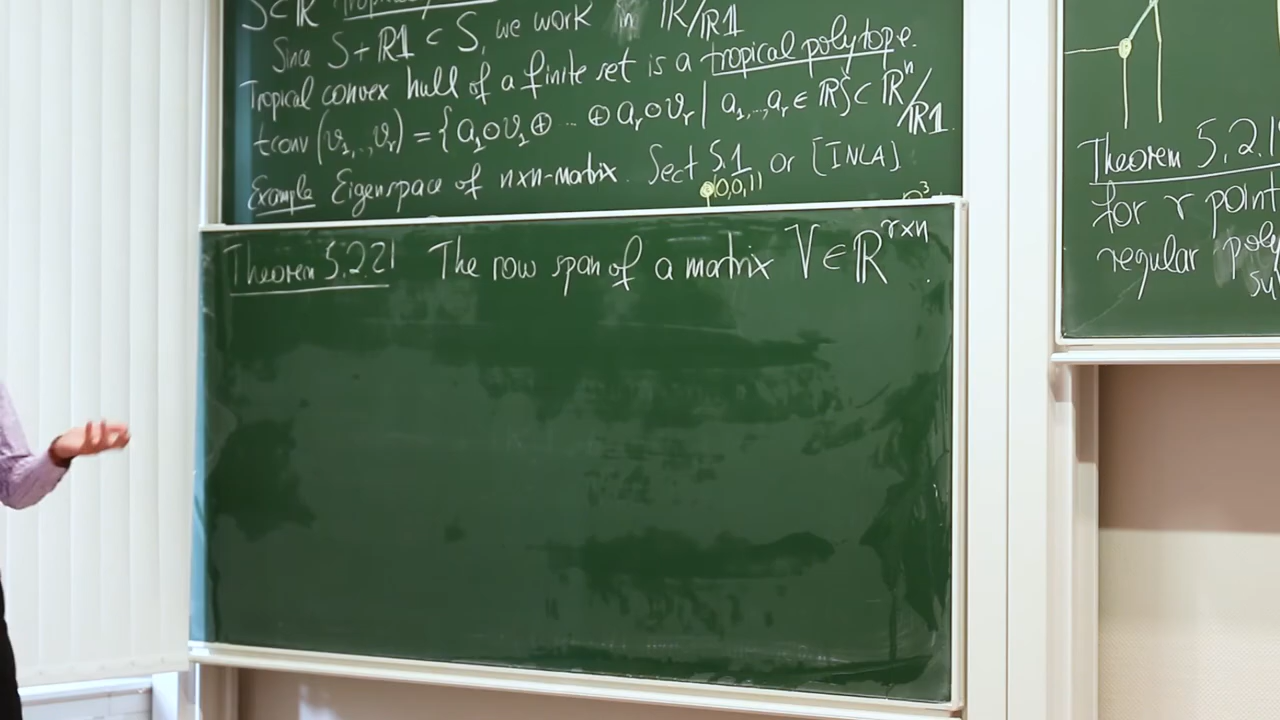 S⊂ℝ Tropically
Since S + ℝ𝟙 ⊂ S, we work in ℝ/ℝ𝟙
Tropical convex hull of a finite set is a tropical polytope.
tconv(v₁,..,vᵣ) = {a₁⊙v₁⊕ ... ⊕aᵣ⊙vᵣ | a₁,..,aᵣ ∈ ℝ} ⊂ ℝⁿ/ℝ𝟙.
Example Eigenspace of n×n-matrix. Sect 5.1 or [INLA]
(0,0,1)
Theorem 5.2.21 The row span of a matrix V∈ℝ^{r×n}
Theorem 5.2.1
for r point
regular poly
su